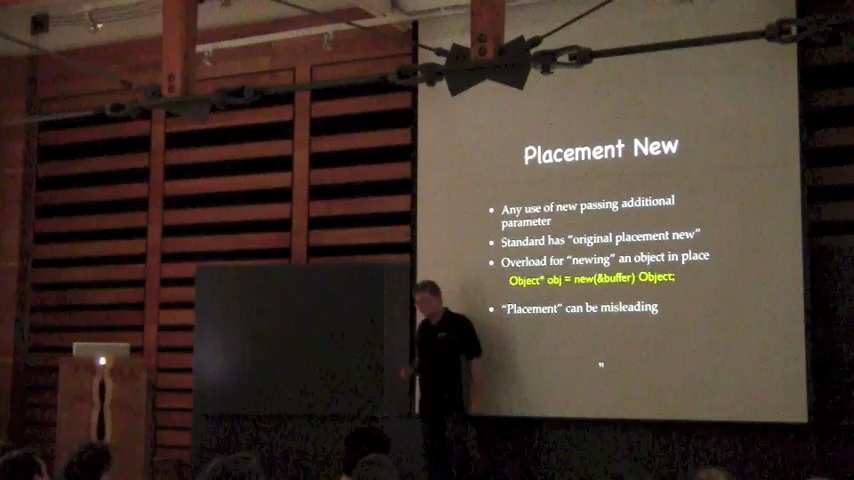 Placement New
• Any use of new passing additional
parameter
• Standard has “original placement new”
• Overload for “newing” an object in place
Object* obj = new(&buffer) Object;
• “Placement” can be misleading